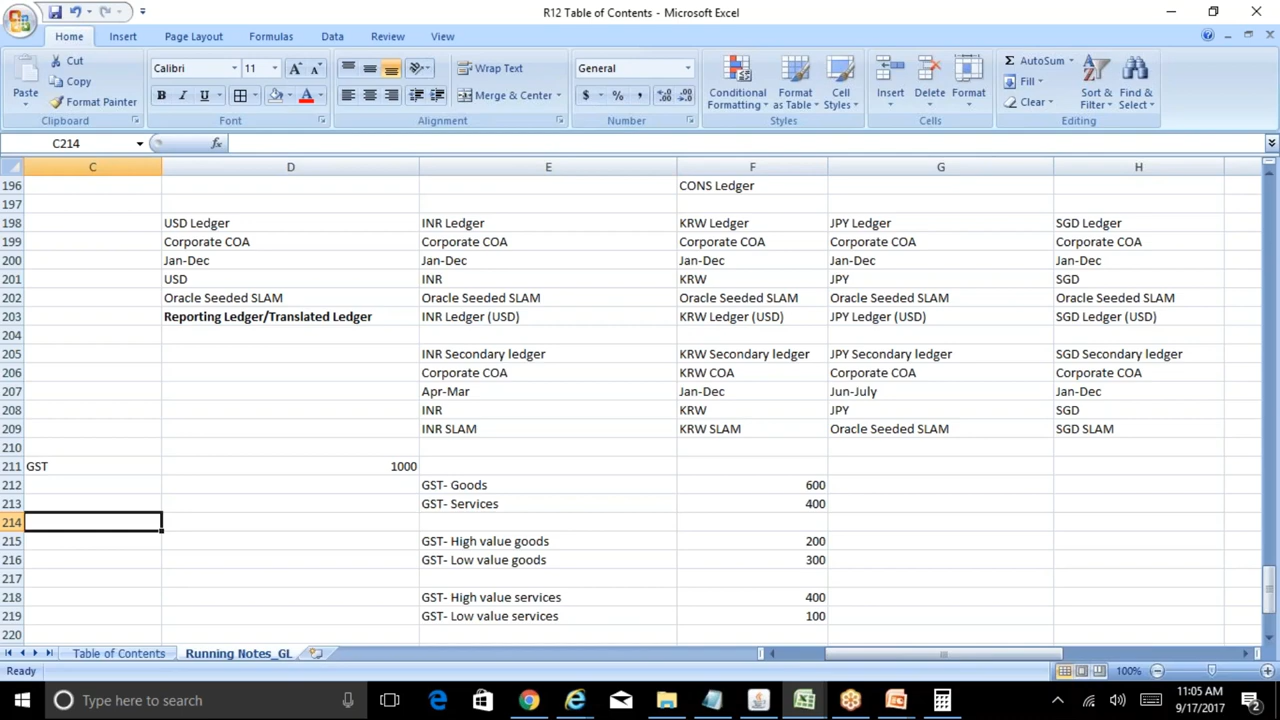 R12 Table of Contents - Microsoft Excel
Home Insert Page Layout Formulas Data Review View
Paste Cut Copy Format Painter Clipboard
Calibri 11 A A B I U A Font
Wrap Text Merge & Center Alignment
General $ % , .00 Number
Conditional Formatting Format as Table Cell Styles Styles
Insert Delete Format Cells
Σ AutoSum Fill Clear Sort & Filter Find & Select Editing
C214 fx
C D E F G H
196 CONS Ledger
197
198 USD Ledger INR Ledger KRW Ledger JPY Ledger SGD Ledger
199 Corporate COA Corporate COA Corporate COA Corporate COA Corporate COA
200 Jan-Dec Jan-Dec Jan-Dec Jan-Dec Jan-Dec
201 USD INR KRW JPY SGD
202 Oracle Seeded SLAM Oracle Seeded SLAM Oracle Seeded SLAM Oracle Seeded SLAM Oracle Seeded SLAM
203 Reporting Ledger/Translated Ledger INR Ledger (USD) KRW Ledger (USD) JPY Ledger (USD) SGD Ledger (USD)
204
205 INR Secondary ledger KRW Secondary ledger JPY Secondary ledger SGD Secondary ledger
206 Corporate COA KRW COA Corporate COA Corporate COA
207 Apr-Mar Jan-Dec Jun-July Jan-Dec
208 INR KRW JPY SGD
209 INR SLAM KRW SLAM Oracle Seeded SLAM SGD SLAM
210
211 GST 1000
212 GST- Goods 600
213 GST- Services 400
214
215 GST- High value goods 200
216 GST- Low value goods 300
217
218 GST- High value services 400
219 GST- Low value services 100
220
Table of Contents Running Notes_GL
Ready 100%
Type here to search
11:05 AM
9/17/2017
2